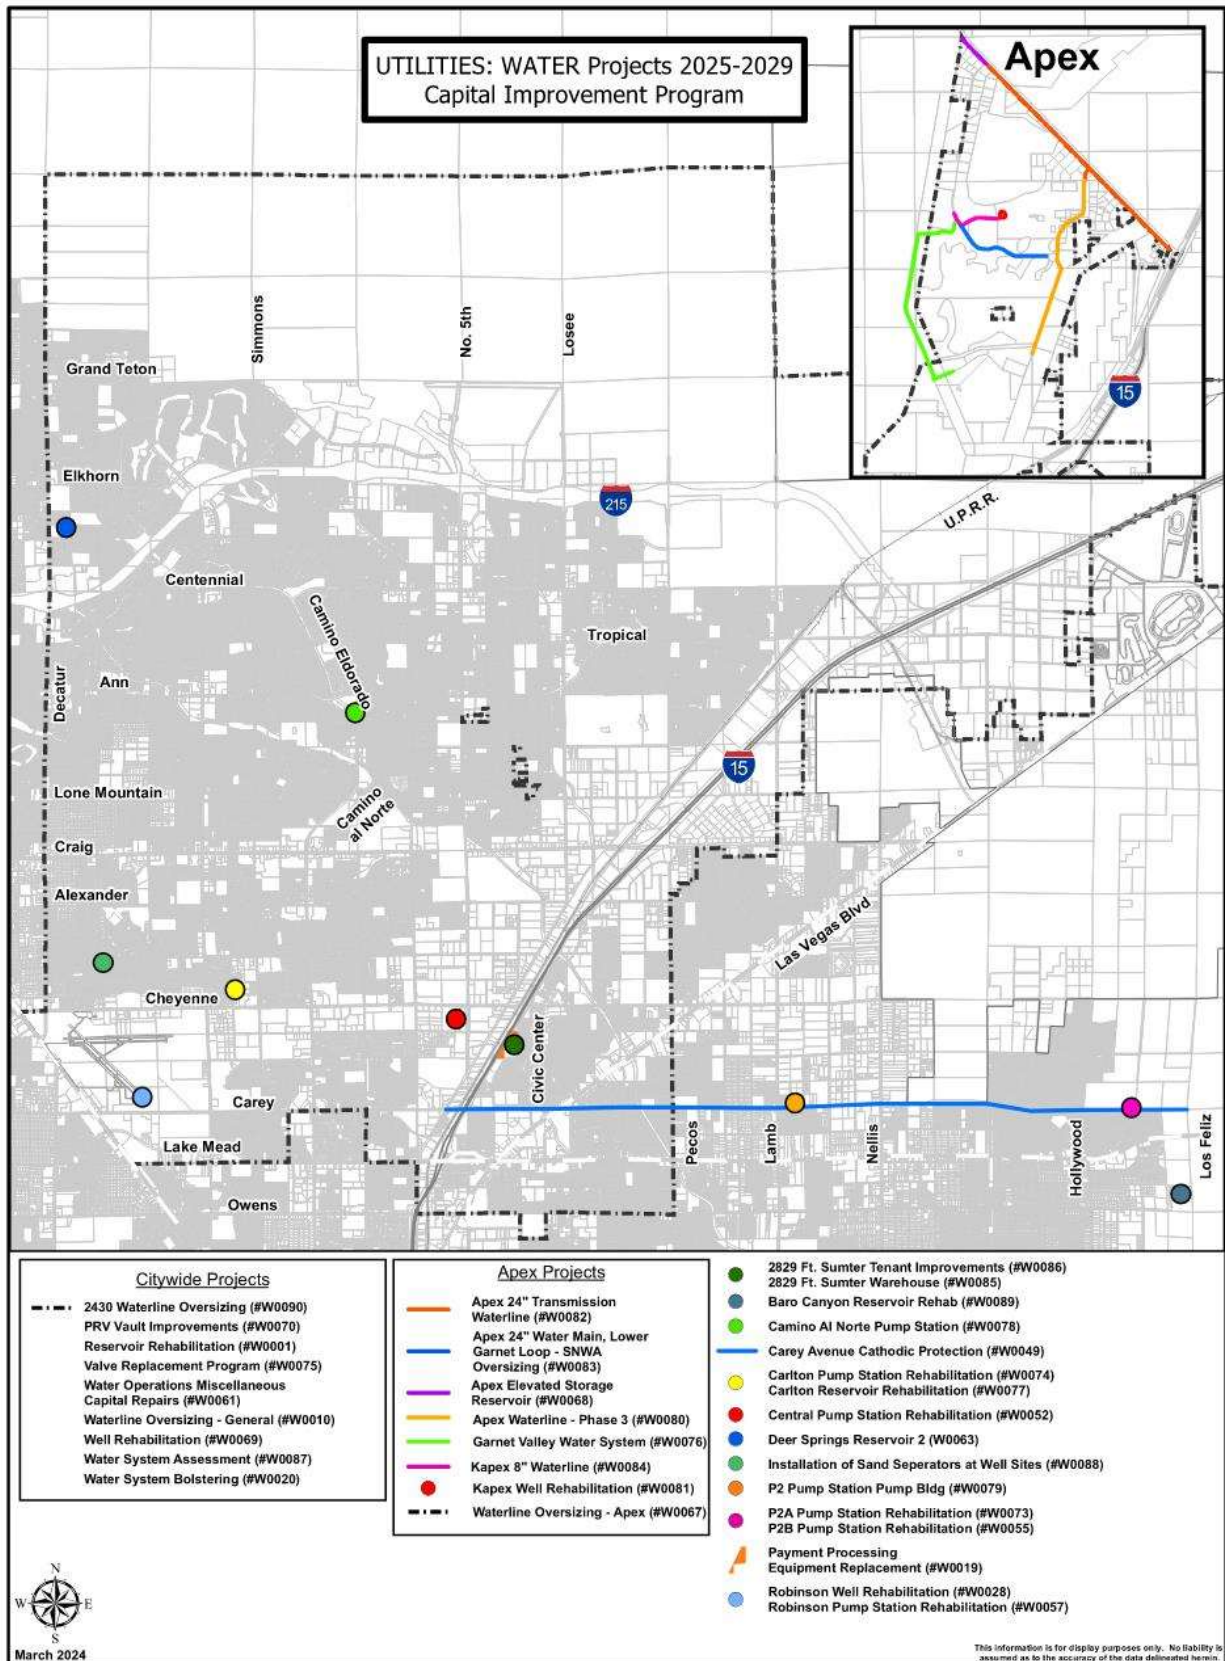 UTILITIES: WATER Projects 2025-2029
Capital Improvement Program
Apex
15
Simmons
No. 5th
Losee
Grand Teton
Elkhorn
215
U.P.R.R.
Centennial
Camino Eldorado
Tropical
Ann
Decatur
15
Lone Mountain
Camino
al Norte
Craig
Alexander
Las Vegas Blvd
Cheyenne
Civic Center
Carey
Lake Mead
Pecos
Lamb
Nellis
Hollywood
Los Feliz
Owens
Citywide Projects
2430 Waterline Oversizing (#W0090)
PRV Vault Improvements (#W0070)
Reservoir Rehabilitation (#W0001)
Valve Replacement Program (#W0075)
Water Operations Miscellaneous
Capital Repairs (#W0061)
Waterline Oversizing - General (#W0010)
Well Rehabilitation (#W0069)
Water System Assessment (#W0087)
Water System Bolstering (#W0020)
Apex Projects
Apex 24" Transmission
Waterline (#W0082)
Apex 24" Water Main, Lower
Garnet Loop - SNWA
Oversizing (#W0083)
Apex Elevated Storage
Reservoir (#W0068)
Apex Waterline - Phase 3 (#W0080)
Garnet Valley Water System (#W0076)
Kapex 8" Waterline (#W0084)
Kapex Well Rehabilitation (#W0081)
Waterline Oversizing - Apex (#W0067)
2829 Ft. Sumter Tenant Improvements (#W0086)
2829 Ft. Sumter Warehouse (#W0085)
Baro Canyon Reservoir Rehab (#W0089)
Camino Al Norte Pump Station (#W0078)
Carey Avenue Cathodic Protection (#W0049)
Carlton Pump Station Rehabilitation (#W0074)
Carlton Reservoir Rehabilitation (#W0077)
Central Pump Station Rehabilitation (#W0052)
Deer Springs Reservoir 2 (W0063)
Installation of Sand Seperators at Well Sites (#W0088)
P2 Pump Station Pump Bldg (#W0079)
P2A Pump Station Rehabilitation (#W0073)
P2B Pump Station Rehabilitation (#W0055)
Payment Processing
Equipment Replacement (#W0019)
Robinson Well Rehabilitation (#W0028)
Robinson Pump Station Rehabilitation (#W0057)
N
W
E
S
March 2024
This information is for display purposes only. No liability is
assumed as to the accuracy of the data delineated herein.